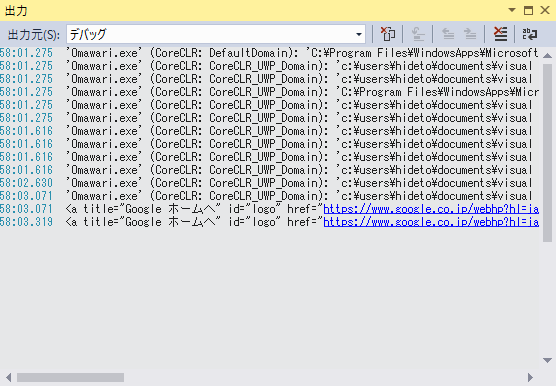 出力
出力元(S): デバッグ
58:01.275 'Omawari.exe' (CoreCLR: DefaultDomain): 'C:¥Program Files¥WindowsApps¥Microsoft
58:01.275 'Omawari.exe' (CoreCLR: CoreCLR_UWP_Domain): 'c:¥users¥hideto¥documents¥visual
58:01.275 'Omawari.exe' (CoreCLR: CoreCLR_UWP_Domain): 'c:¥users¥hideto¥documents¥visual
58:01.275 'Omawari.exe' (CoreCLR: CoreCLR_UWP_Domain): 'C:¥Program Files¥WindowsApps¥Micr
58:01.275 'Omawari.exe' (CoreCLR: CoreCLR_UWP_Domain): 'c:¥users¥hideto¥documents¥visual
58:01.275 'Omawari.exe' (CoreCLR: CoreCLR_UWP_Domain): 'c:¥users¥hideto¥documents¥visual
58:01.616 'Omawari.exe' (CoreCLR: CoreCLR_UWP_Domain): 'c:¥users¥hideto¥documents¥visual
58:01.616 'Omawari.exe' (CoreCLR: CoreCLR_UWP_Domain): 'c:¥users¥hideto¥documents¥visual
58:01.616 'Omawari.exe' (CoreCLR: CoreCLR_UWP_Domain): 'c:¥users¥hideto¥documents¥visual
58:01.616 'Omawari.exe' (CoreCLR: CoreCLR_UWP_Domain): 'c:¥users¥hideto¥documents¥visual
58:02.630 'Omawari.exe' (CoreCLR: CoreCLR_UWP_Domain): 'c:¥users¥hideto¥documents¥visual
58:03.071 'Omawari.exe' (CoreCLR: CoreCLR_UWP_Domain): 'c:¥users¥hideto¥documents¥visual
58:03.071 <a title="Google ホームへ" id="logo" href="https://www.google.co.jp/webhp?hl=ja
58:03.319 <a title="Google ホームへ" id="logo" href="https://www.google.co.jp/webhp?hl=ja